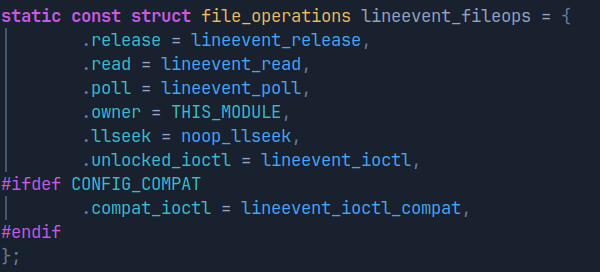 static const struct file_operations lineevent_fileops = {
        .release = lineevent_release,
        .read = lineevent_read,
        .poll = lineevent_poll,
        .owner = THIS_MODULE,
        .llseek = noop_llseek,
        .unlocked_ioctl = lineevent_ioctl,
#ifdef CONFIG_COMPAT
        .compat_ioctl = lineevent_ioctl_compat,
#endif
};